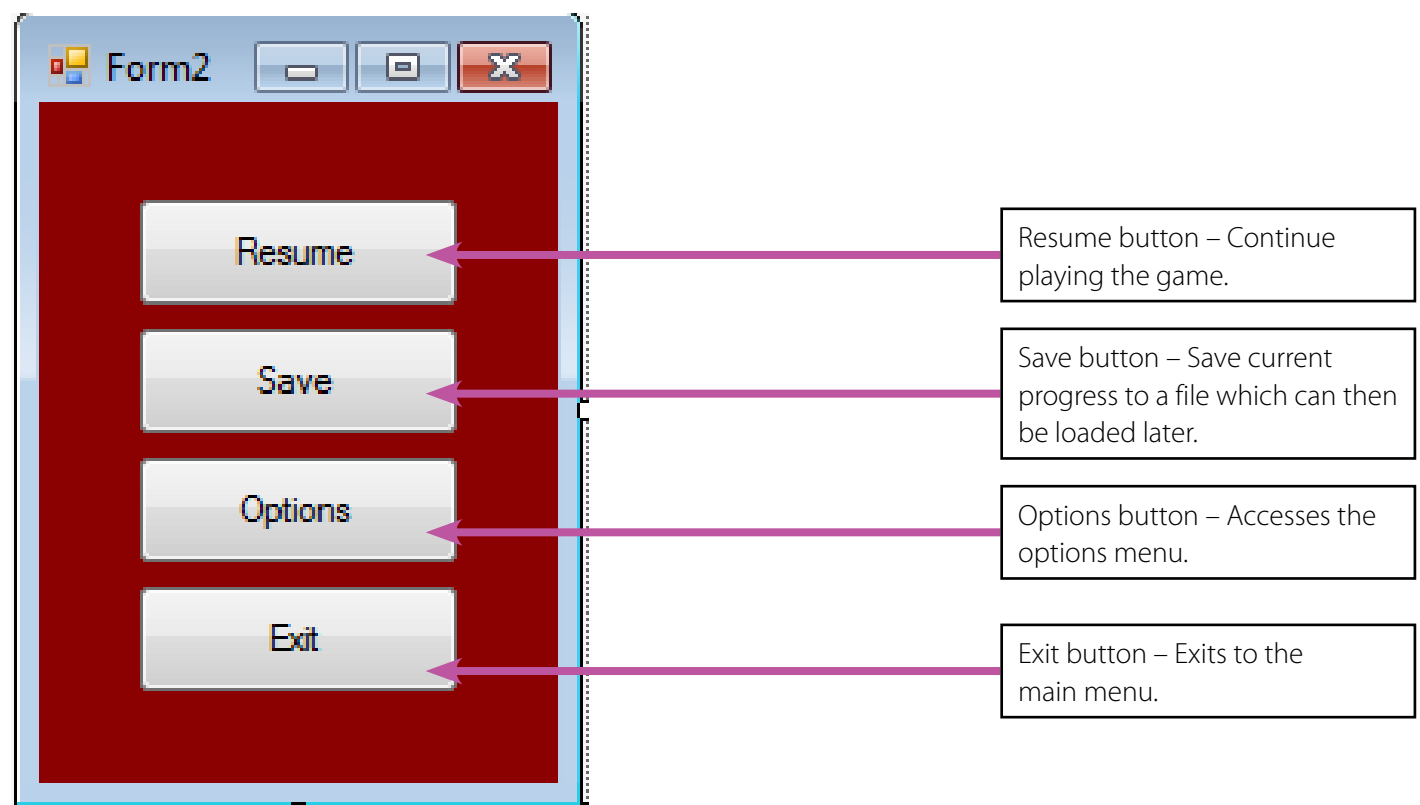 Form2
Resume
Resume button – Continue
playing the game.
Save
Save button – Save current
progress to a file which can then
be loaded later.
Options
Options button – Accesses the
options menu.
Exit
Exit button – Exits to the
main menu.